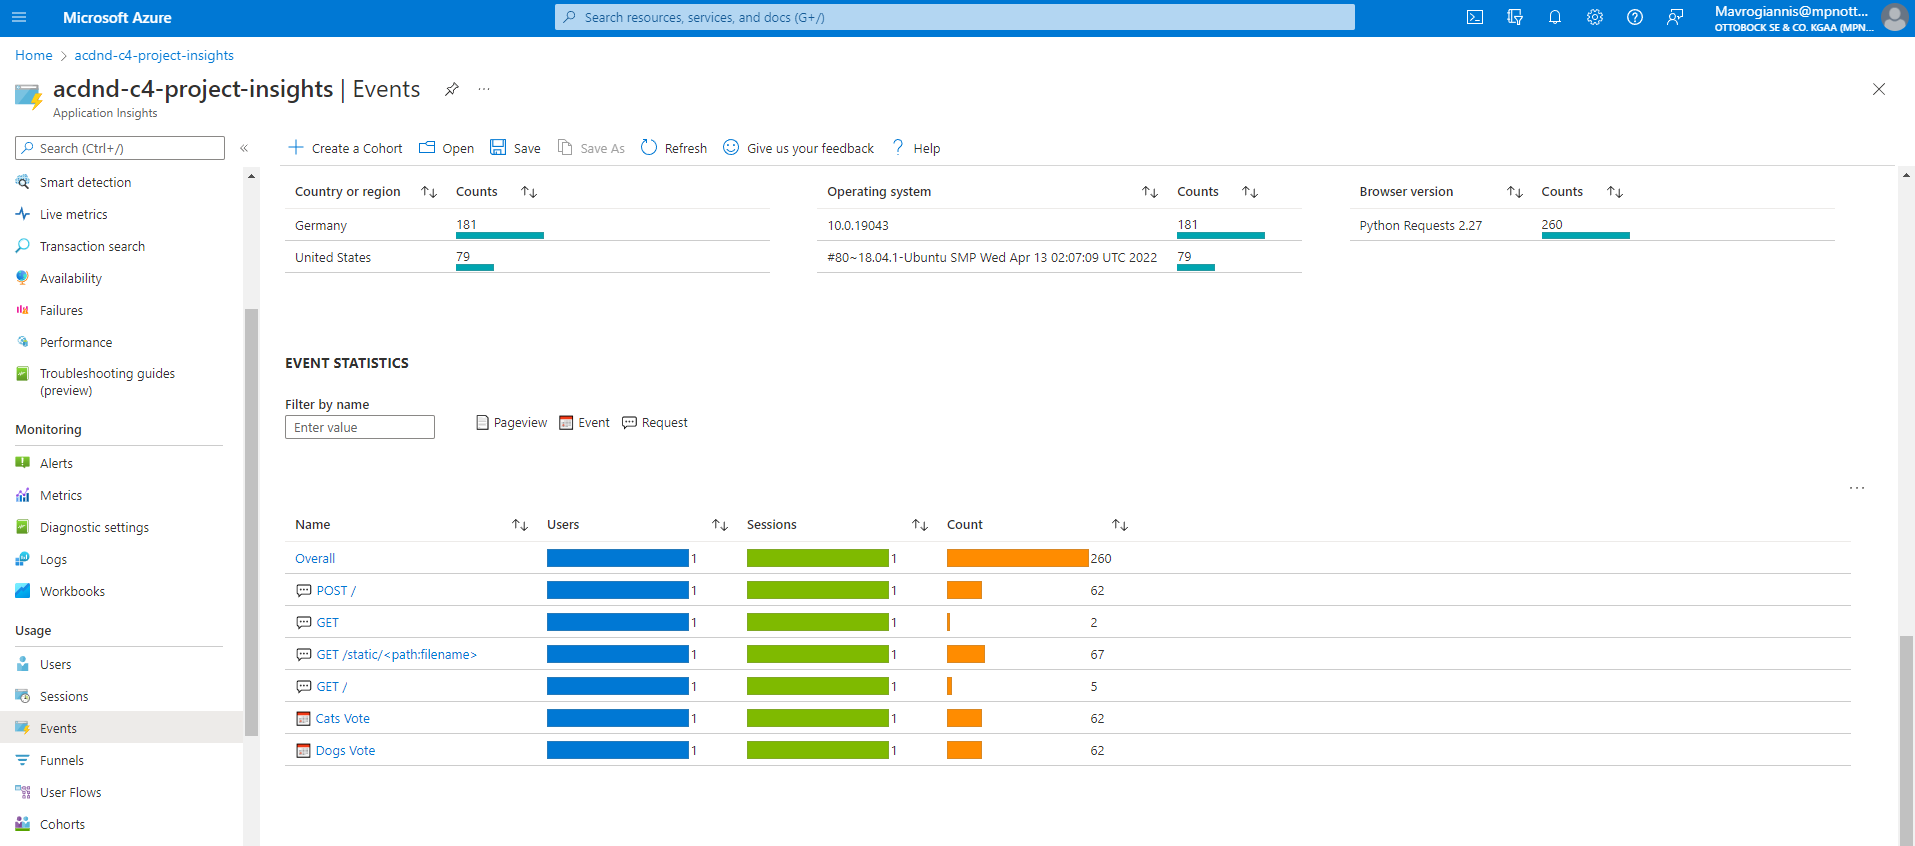 Microsoft Azure
Search resources, services, and docs (G+/)
Mavrogiannis@mpnott...
OTTOBOCK SE & CO. KGAA (MPN...
Home > acdnd-c4-project-insights
acdnd-c4-project-insights | Events ...
Application Insights
Search (Ctrl+/) «
Create a Cohort Open Save Save As Refresh Give us your feedback ? Help
Smart detection
Live metrics
Transaction search
Availability
Failures
Performance
Troubleshooting guides
(preview)
Monitoring
Alerts
Metrics
Diagnostic settings
Logs
Workbooks
Usage
Users
Sessions
Events
Funnels
User Flows
Cohorts
Country or region ↑↓ Counts ↑↓
Germany 181
United States 79
Operating system ↑↓ Counts ↑↓
10.0.19043 181
#80~18.04.1-Ubuntu SMP Wed Apr 13 02:07:09 UTC 2022 79
Browser version ↑↓ Counts ↑↓
Python Requests 2.27 260
EVENT STATISTICS
Filter by name
Enter value
Pageview Event Request
...
Name ↑↓ Users ↑↓ Sessions ↑↓ Count ↑↓
Overall 1 1 260
POST / 1 1 62
GET 1 1 2
GET /static/<path:filename> 1 1 67
GET / 1 1 5
Cats Vote 1 1 62
Dogs Vote 1 1 62